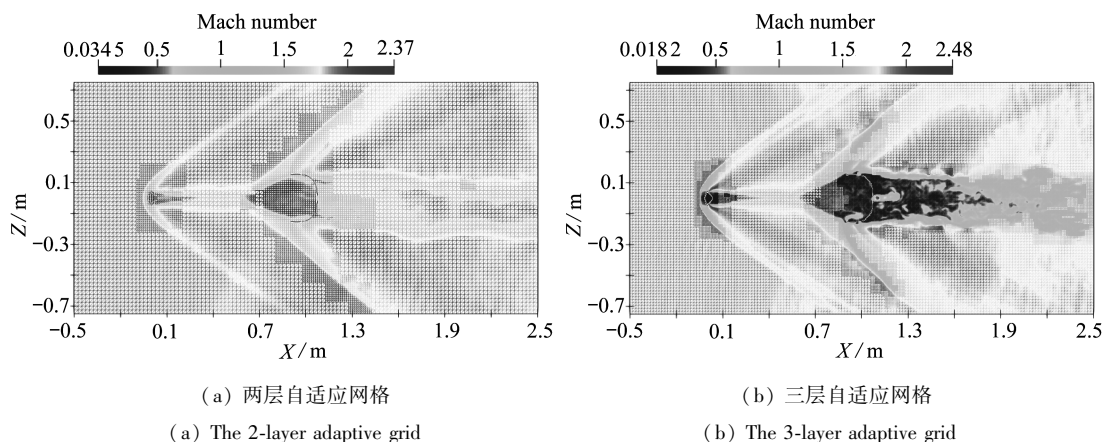 Mach number
0.0345 0.5 1 1.5 2 2.37
0.5
0.1
−0.3
−0.7
Z/m
−0.5 0.1 0.7 1.3 1.9 2.5
X/m
(a) 两层自适应网格
(a) The 2-layer adaptive grid
Mach number
0.0182 0.5 1 1.5 2 2.48
0.5
0.1
−0.3
−0.7
Z/m
−0.5 0.1 0.7 1.3 1.9 2.5
X/m
(b) 三层自适应网格
(b) The 3-layer adaptive grid